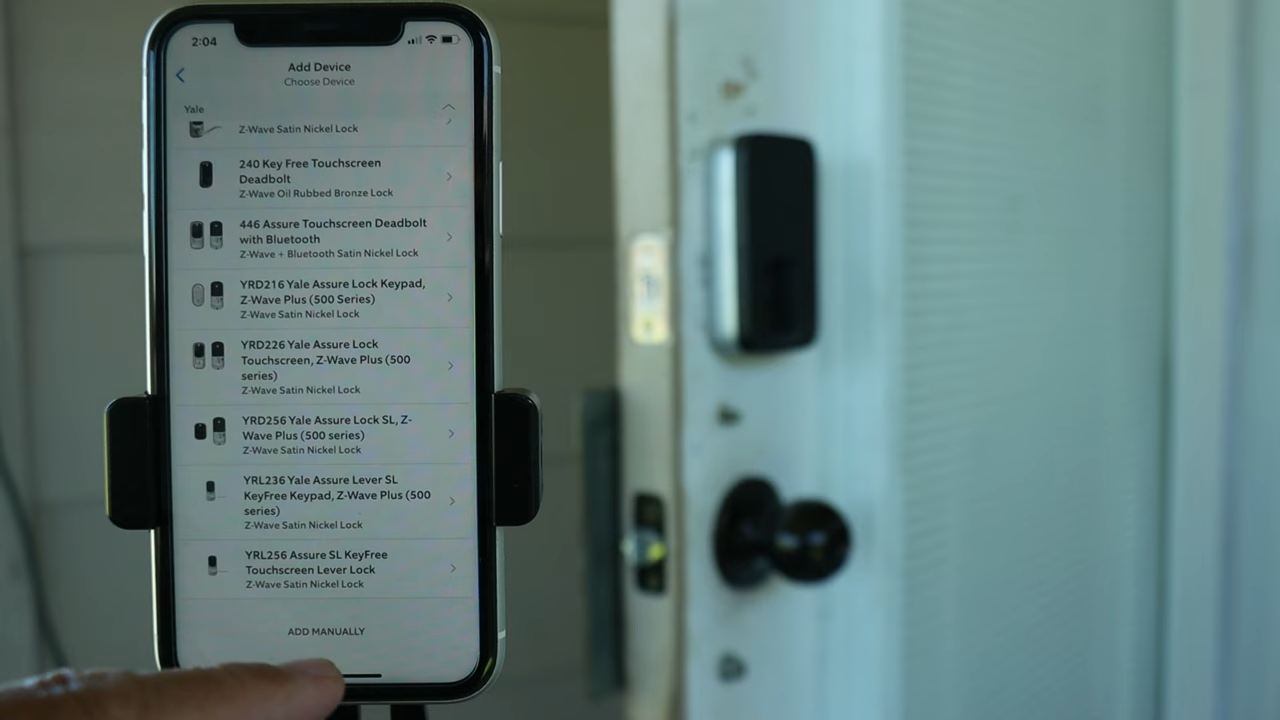 2:04
Add Device
Choose Device
Yale
Z-Wave Satin Nickel Lock
240 Key Free Touchscreen
Deadbolt
Z-Wave Oil Rubbed Bronze Lock
446 Assure Touchscreen Deadbolt
with Bluetooth
Z-Wave + Bluetooth Satin Nickel Lock
YRD216 Yale Assure Lock Keypad,
Z-Wave Plus (500 Series)
Z-Wave Satin Nickel Lock
YRD226 Yale Assure Lock
Touchscreen, Z-Wave Plus (500
series)
Z-Wave Satin Nickel Lock
YRD256 Yale Assure Lock SL, Z-
Wave Plus (500 series)
Z-Wave Satin Nickel Lock
YRL236 Yale Assure Lever SL
KeyFree Keypad, Z-Wave Plus (500
series)
Z-Wave Satin Nickel Lock
YRL256 Assure SL KeyFree
Touchscreen Lever Lock
Z-Wave Satin Nickel Lock
ADD MANUALLY